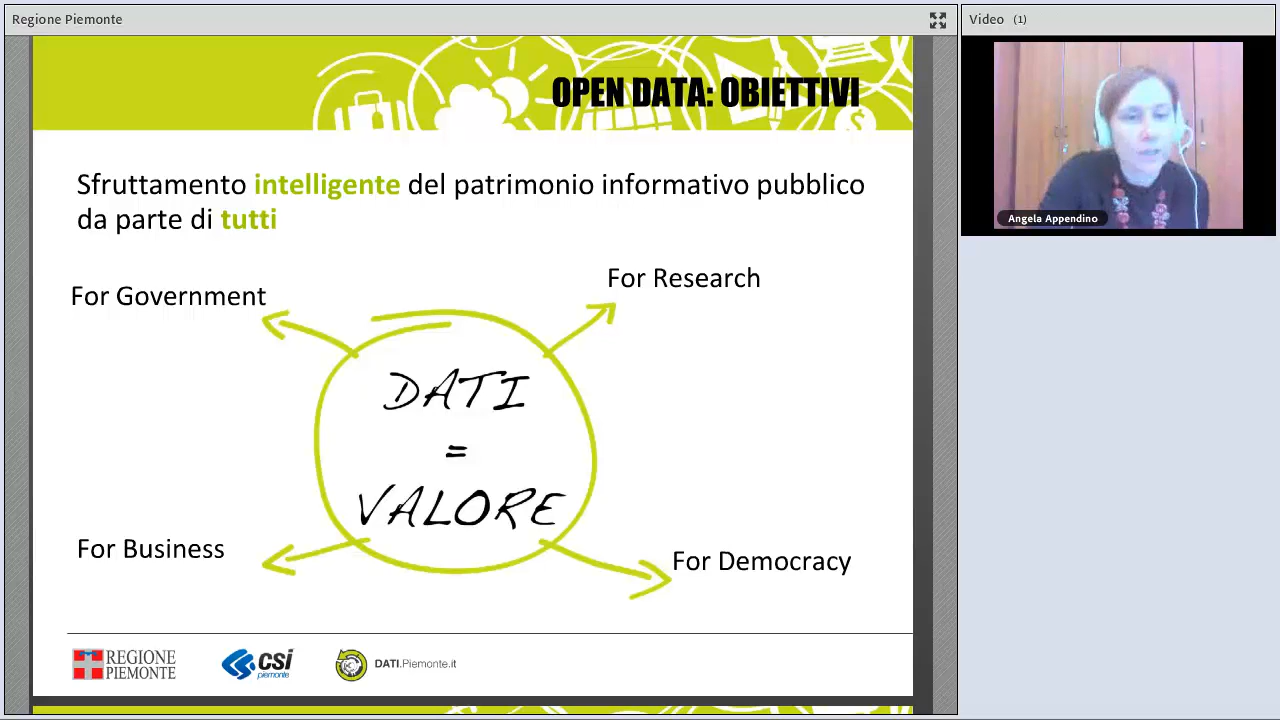 Regione Piemonte
Video (1)
OPEN DATA: OBIETTIVI
Sfruttamento intelligente del patrimonio informativo pubblico
da parte di tutti
For Government
For Research
DATI
=
VALORE
For Business
For Democracy
REGIONE
PIEMONTE
CSI
piemonte
DATI.Piemonte.it
Angela Appendino